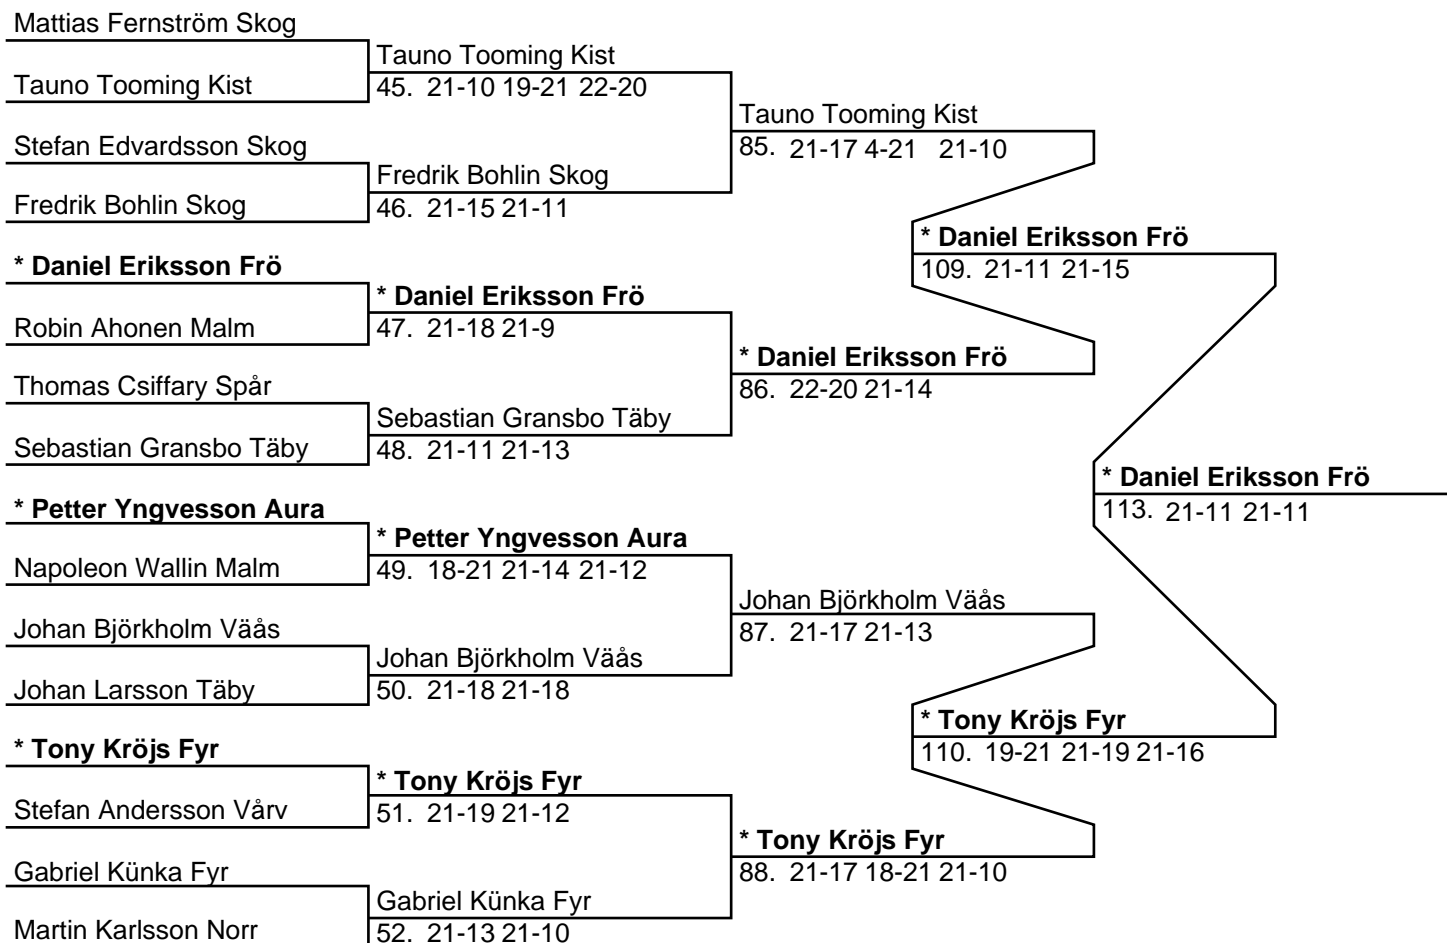 Mattias Fernström Skog
Tauno Tooming Kist
Tauno Tooming Kist
45. 21-10 19-21 22-20
Tauno Tooming Kist
85. 21-17 4-21 21-10
Stefan Edvardsson Skog
Fredrik Bohlin Skog
Fredrik Bohlin Skog
46. 21-15 21-11
* Daniel Eriksson Frö
109. 21-11 21-15
* Daniel Eriksson Frö
* Daniel Eriksson Frö
Robin Ahonen Malm
47. 21-18 21-9
* Daniel Eriksson Frö
86. 22-20 21-14
Thomas Csiffary Spår
Sebastian Gransbo Täby
Sebastian Gransbo Täby
48. 21-11 21-13
* Daniel Eriksson Frö
113. 21-11 21-11
* Petter Yngvesson Aura
* Petter Yngvesson Aura
Napoleon Wallin Malm
49. 18-21 21-14 21-12
Johan Björkholm Väås
87. 21-17 21-13
Johan Björkholm Väås
Johan Björkholm Väås
Johan Larsson Täby
50. 21-18 21-18
* Tony Kröjs Fyr
110. 19-21 21-19 21-16
* Tony Kröjs Fyr
* Tony Kröjs Fyr
Stefan Andersson Vårv
51. 21-19 21-12
* Tony Kröjs Fyr
88. 21-17 18-21 21-10
Gabriel Künka Fyr
Gabriel Künka Fyr
Martin Karlsson Norr
52. 21-13 21-10